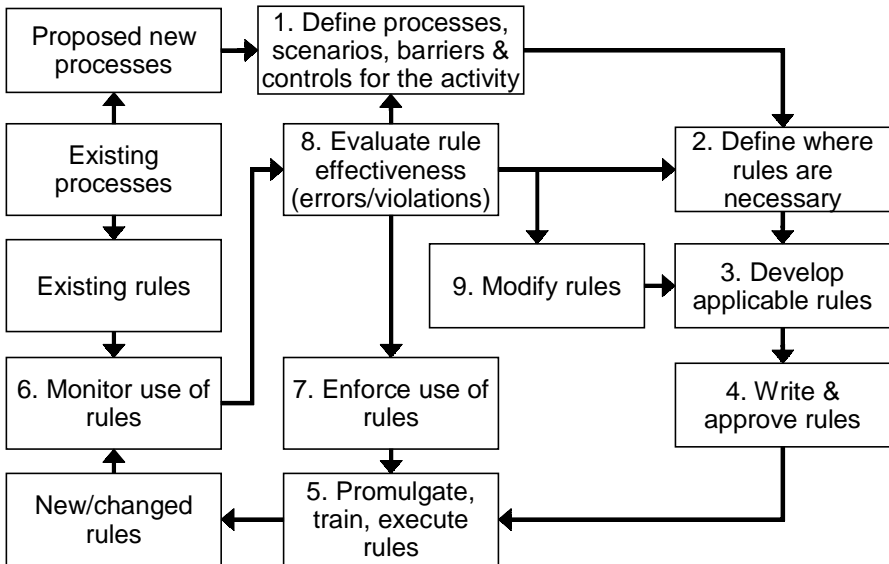 Proposed new
processes
1. Define processes,
scenarios, barriers &
controls for the activity
Existing
processes
8. Evaluate rule
effectiveness
(errors/violations)
2. Define where
rules are
necessary
Existing rules
9. Modify rules
3. Develop
applicable rules
6. Monitor use of
rules
7. Enforce use of
rules
4. Write &
approve rules
New/changed
rules
5. Promulgate,
train, execute
rules